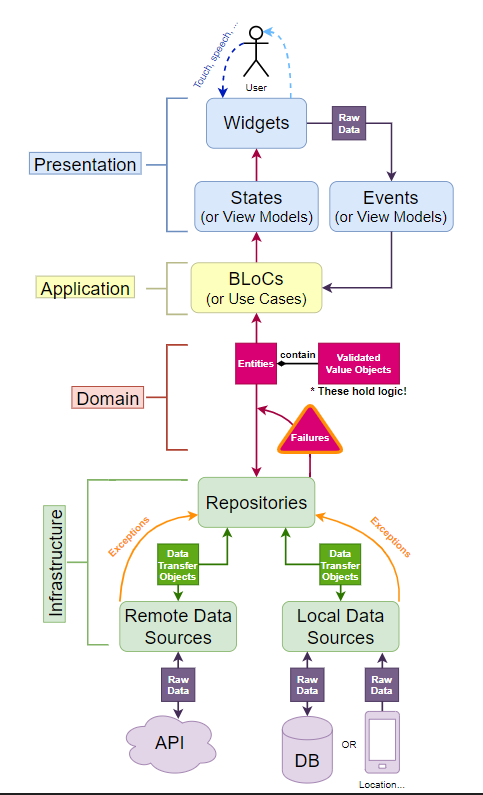 Touch, speech, ...
User
Widgets
Raw
Data
Presentation
States
(or View Models)
Events
(or View Models)
Application
BLoCs
(or Use Cases)
Entities
contain
Validated
Value Objects
* These hold logic!
Domain
Failures
Infrastructure
Repositories
Exceptions
Exceptions
Data
Transfer
Objects
Data
Transfer
Objects
Remote Data
Sources
Local Data
Sources
Raw
Data
Raw
Data
Raw
Data
API
DB
OR
Location...